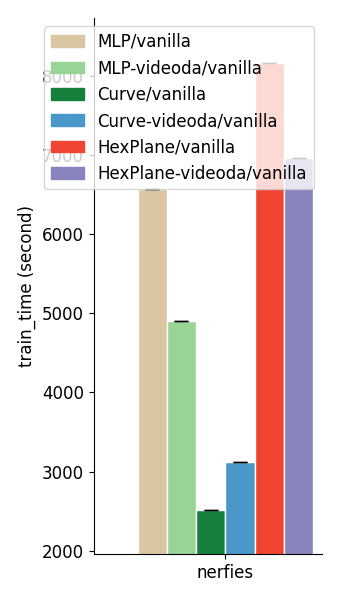 MLP/vanilla
MLP-videoda/vanilla
Curve/vanilla
Curve-videoda/vanilla
HexPlane/vanilla
HexPlane-videoda/vanilla
8000
7000
6000
5000
4000
3000
2000
train_time (second)
nerfies